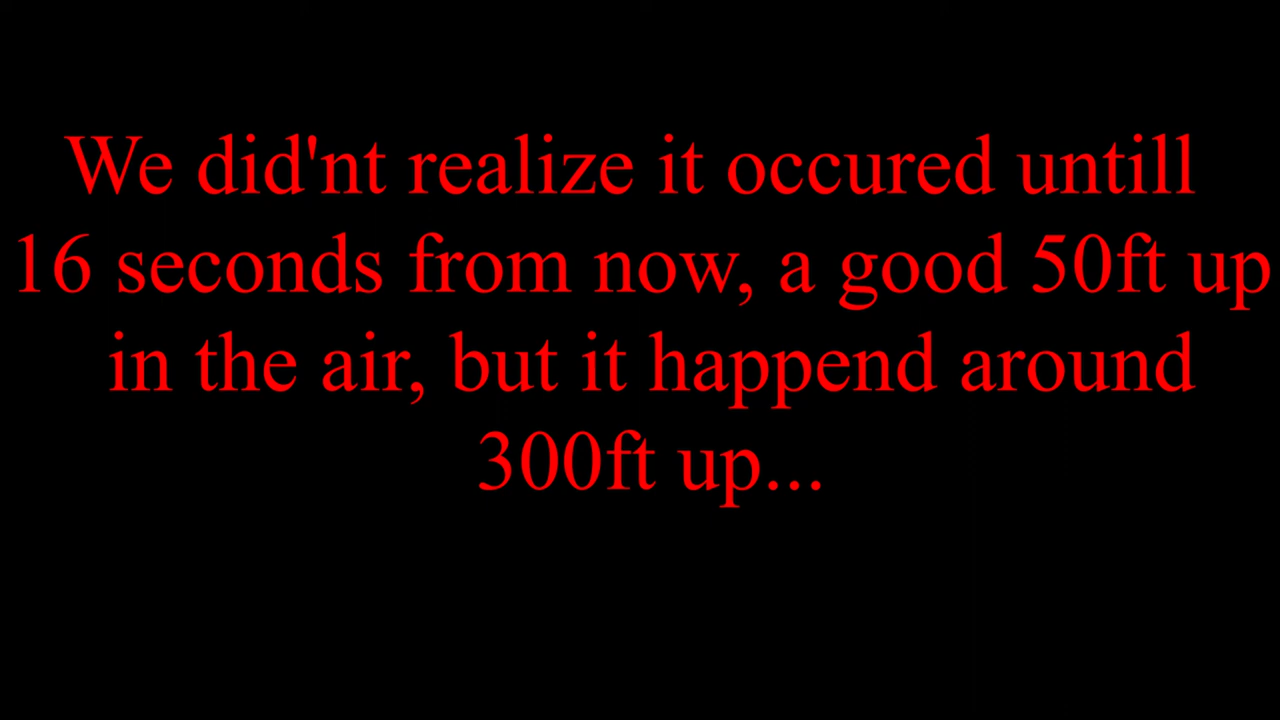 We did'nt realize it occured untill
16 seconds from now, a good 50ft up
in the air, but it happend around
300ft up...